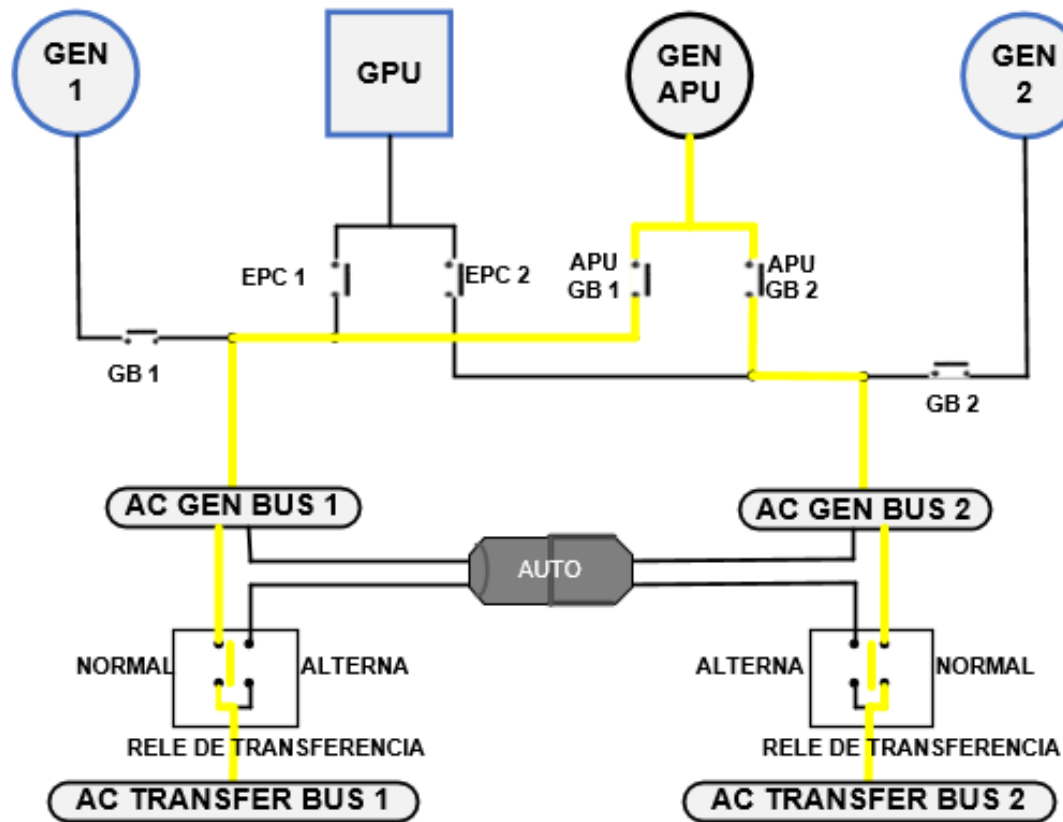 GEN
1
GPU
GEN
APU
GEN
2
EPC 1
EPC 2
APU
GB 1
APU
GB 2
GB 1
GB 2
AC GEN BUS 1
AC GEN BUS 2
AUTO
NORMAL
ALTERNA
ALTERNA
NORMAL
RELE DE TRANSFERENCIA
RELE DE TRANSFERENCIA
AC TRANSFER BUS 1
AC TRANSFER BUS 2